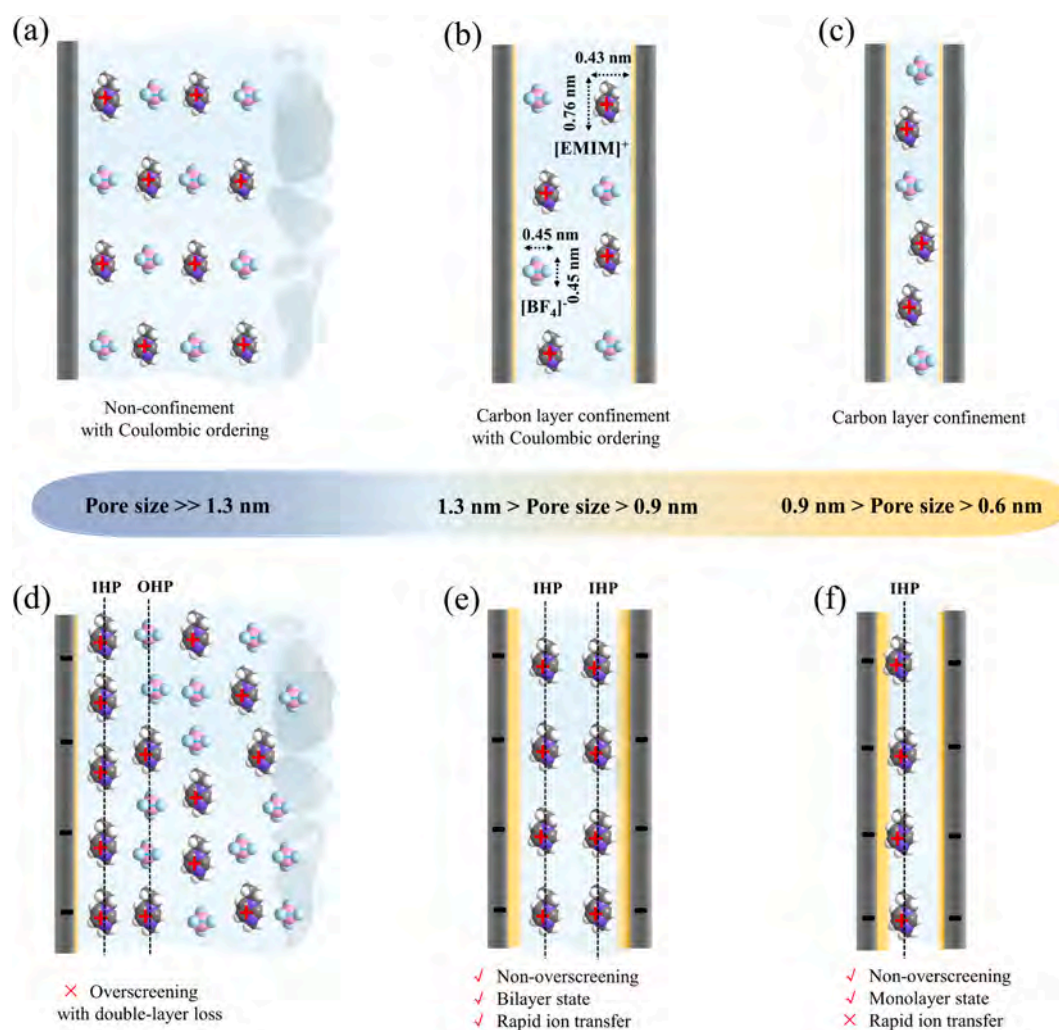 (a)
(b)
(c)
0.43 nm
0.76 nm
[EMIM]⁺
0.45 nm
0.45 nm
[BF₄]⁻
Non-confinement
with Coulombic ordering
Carbon layer confinement
with Coulombic ordering
Carbon layer confinement
Pore size >> 1.3 nm
1.3 nm > Pore size > 0.9 nm
0.9 nm > Pore size > 0.6 nm
(d)
IHP
OHP
(e)
IHP
IHP
(f)
IHP
× Overscreening
with double-layer loss
√ Non-overscreening
√ Bilayer state
√ Rapid ion transfer
√ Non-overscreening
√ Monolayer state
× Rapid ion transfer